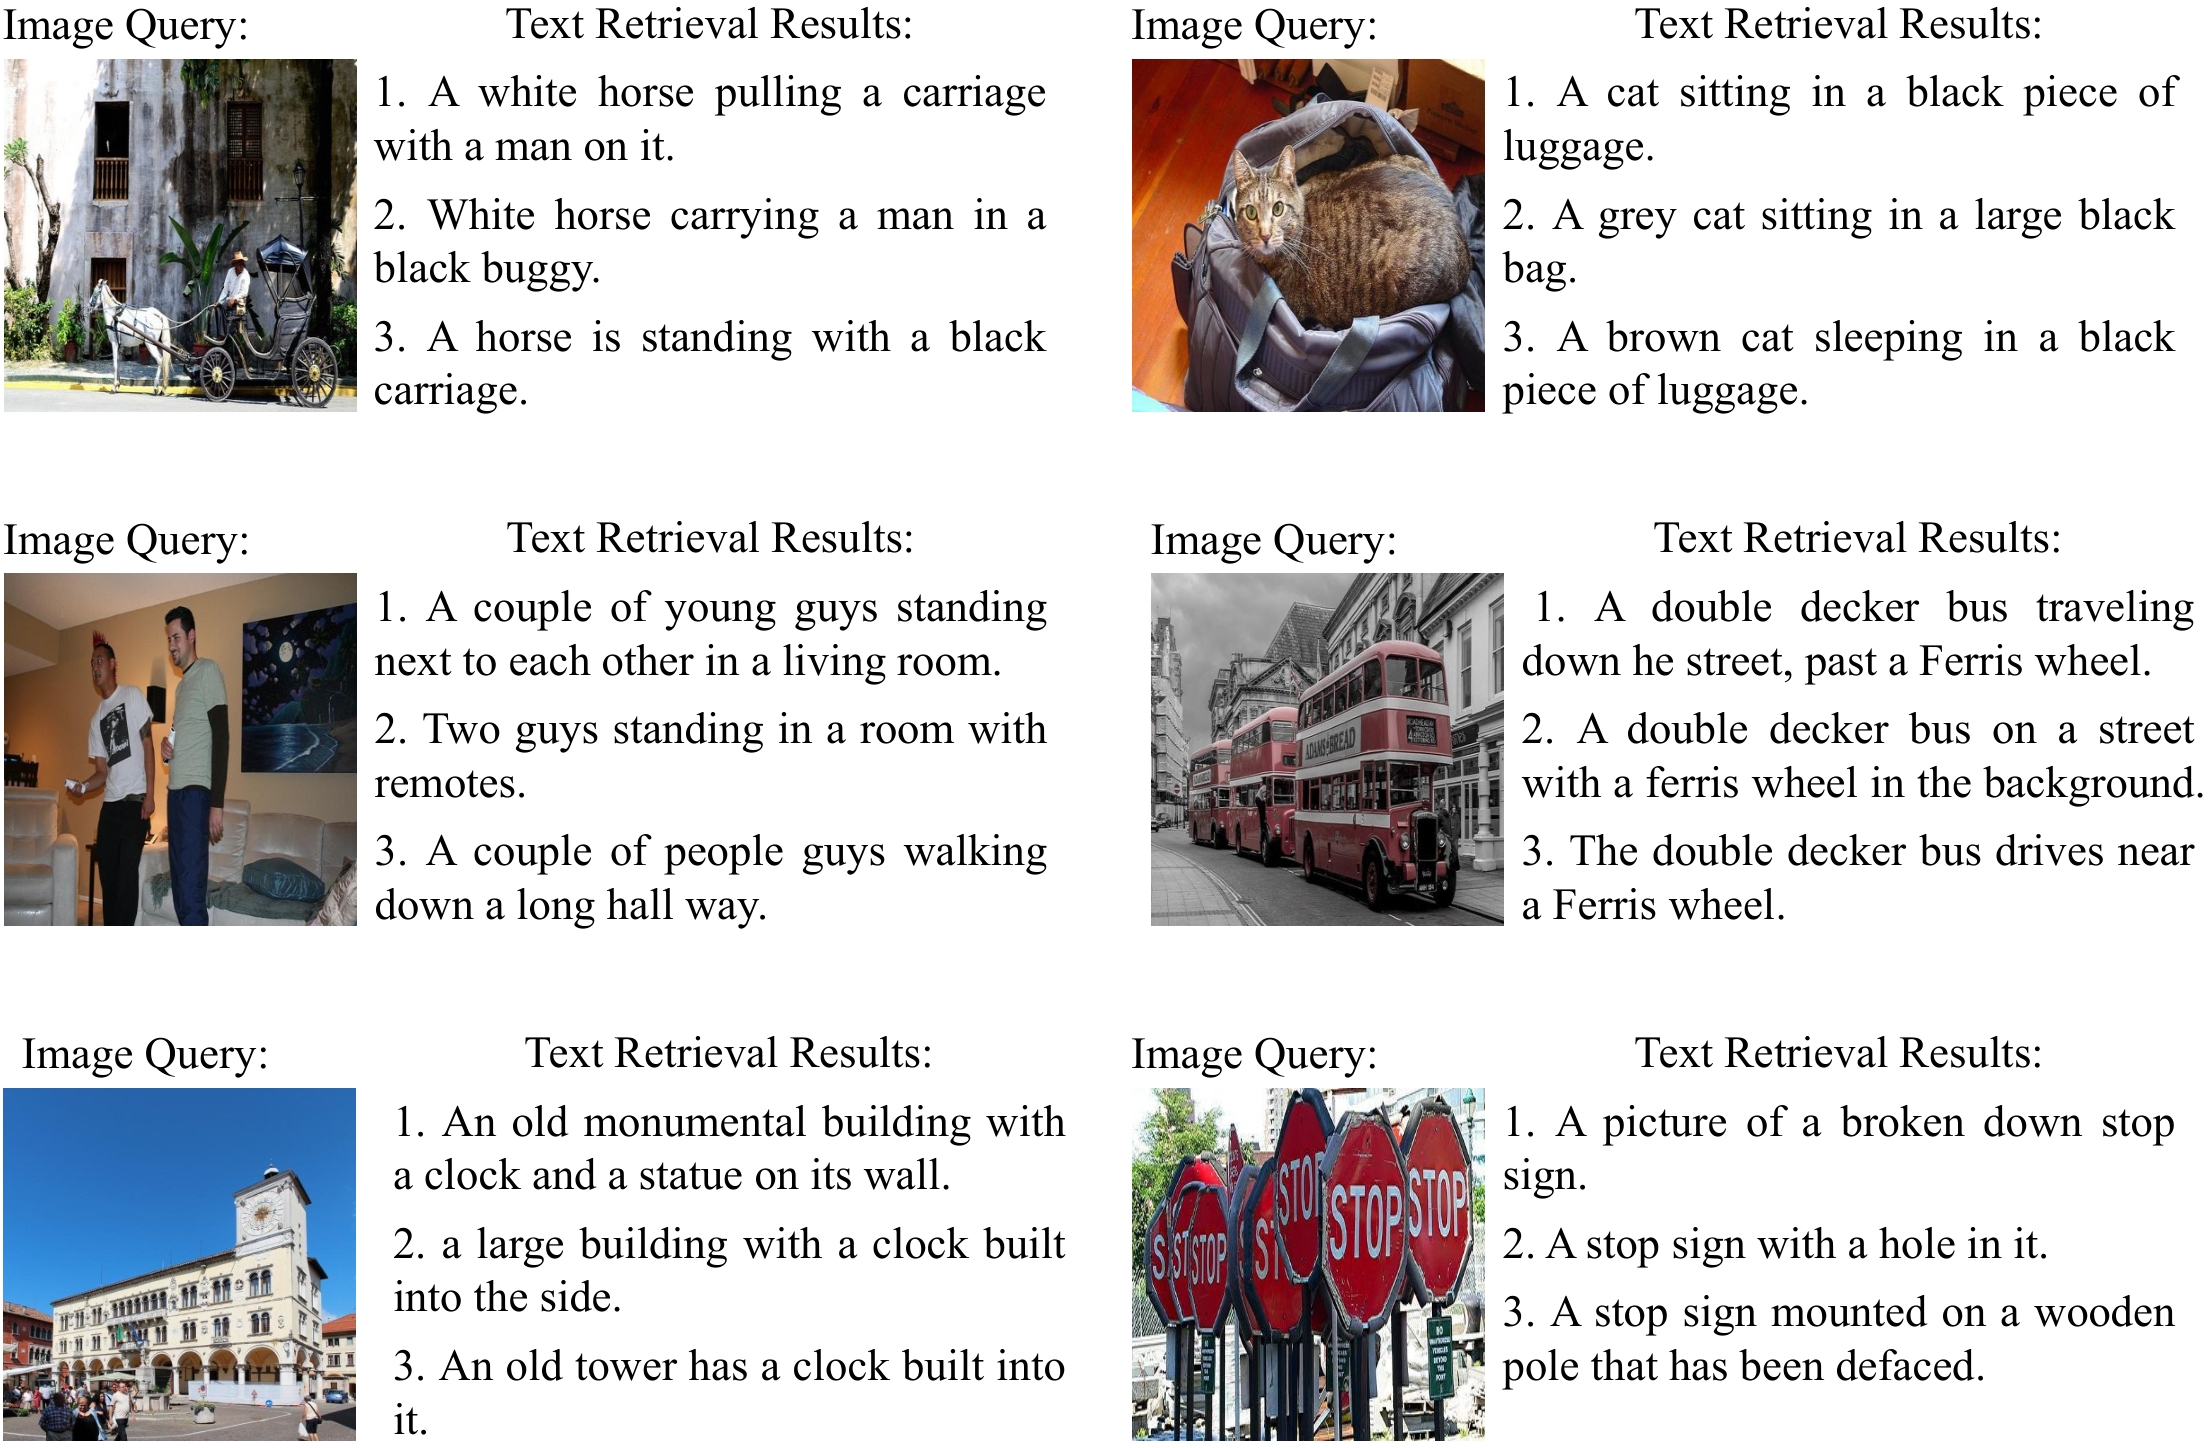 Image Query:
Text Retrieval Results:
1. A white horse pulling a carriage
with a man on it.
2. White horse carrying a man in a
black buggy.
3. A horse is standing with a black
carriage.
Image Query:
Text Retrieval Results:
1. A cat sitting in a black piece of
luggage.
2. A grey cat sitting in a large black
bag.
3. A brown cat sleeping in a black
piece of luggage.
Image Query:
Text Retrieval Results:
1. A couple of young guys standing
next to each other in a living room.
2. Two guys standing in a room with
remotes.
3. A couple of people guys walking
down a long hall way.
Image Query:
ADAMS BREAD
Text Retrieval Results:
1. A double decker bus traveling
down he street, past a Ferris wheel.
2. A double decker bus on a street
with a ferris wheel in the background.
3. The double decker bus drives near
a Ferris wheel.
Image Query:
Text Retrieval Results:
1. An old monumental building with
a clock and a statue on its wall.
2. a large building with a clock built
into the side.
3. An old tower has a clock built into
it.
Image Query:
S
ST
STOP
ST
STOP
STOP
STOP
NO
UNAUTHORIZED
VEHICLES
BEYOND
THIS
POINT
Text Retrieval Results:
1. A picture of a broken down stop
sign.
2. A stop sign with a hole in it.
3. A stop sign mounted on a wooden
pole that has been defaced.